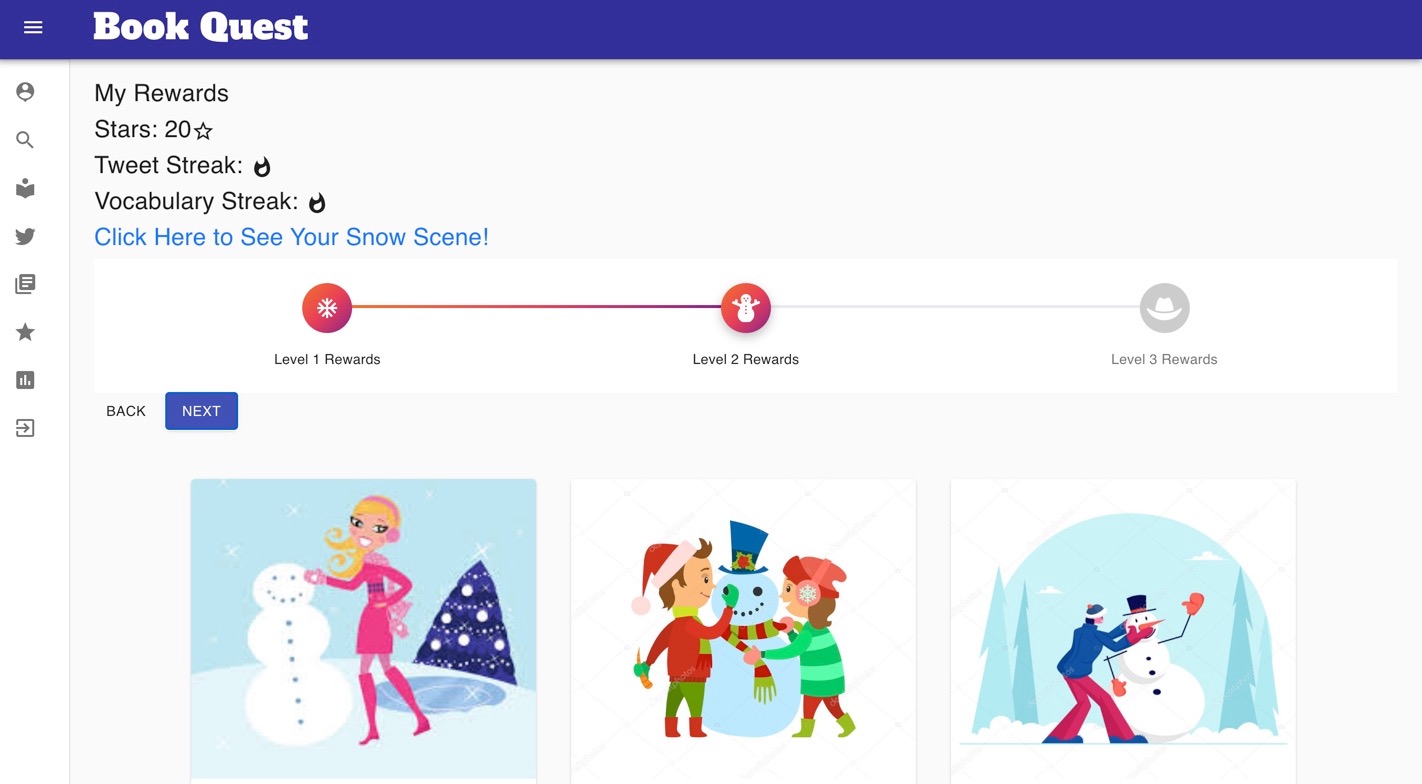 Book Quest
My Rewards
Stars: 20
Tweet Streak:
Vocabulary Streak:
Click Here to See Your Snow Scene!
Level 1 Rewards
Level 2 Rewards
Level 3 Rewards
BACK
NEXT